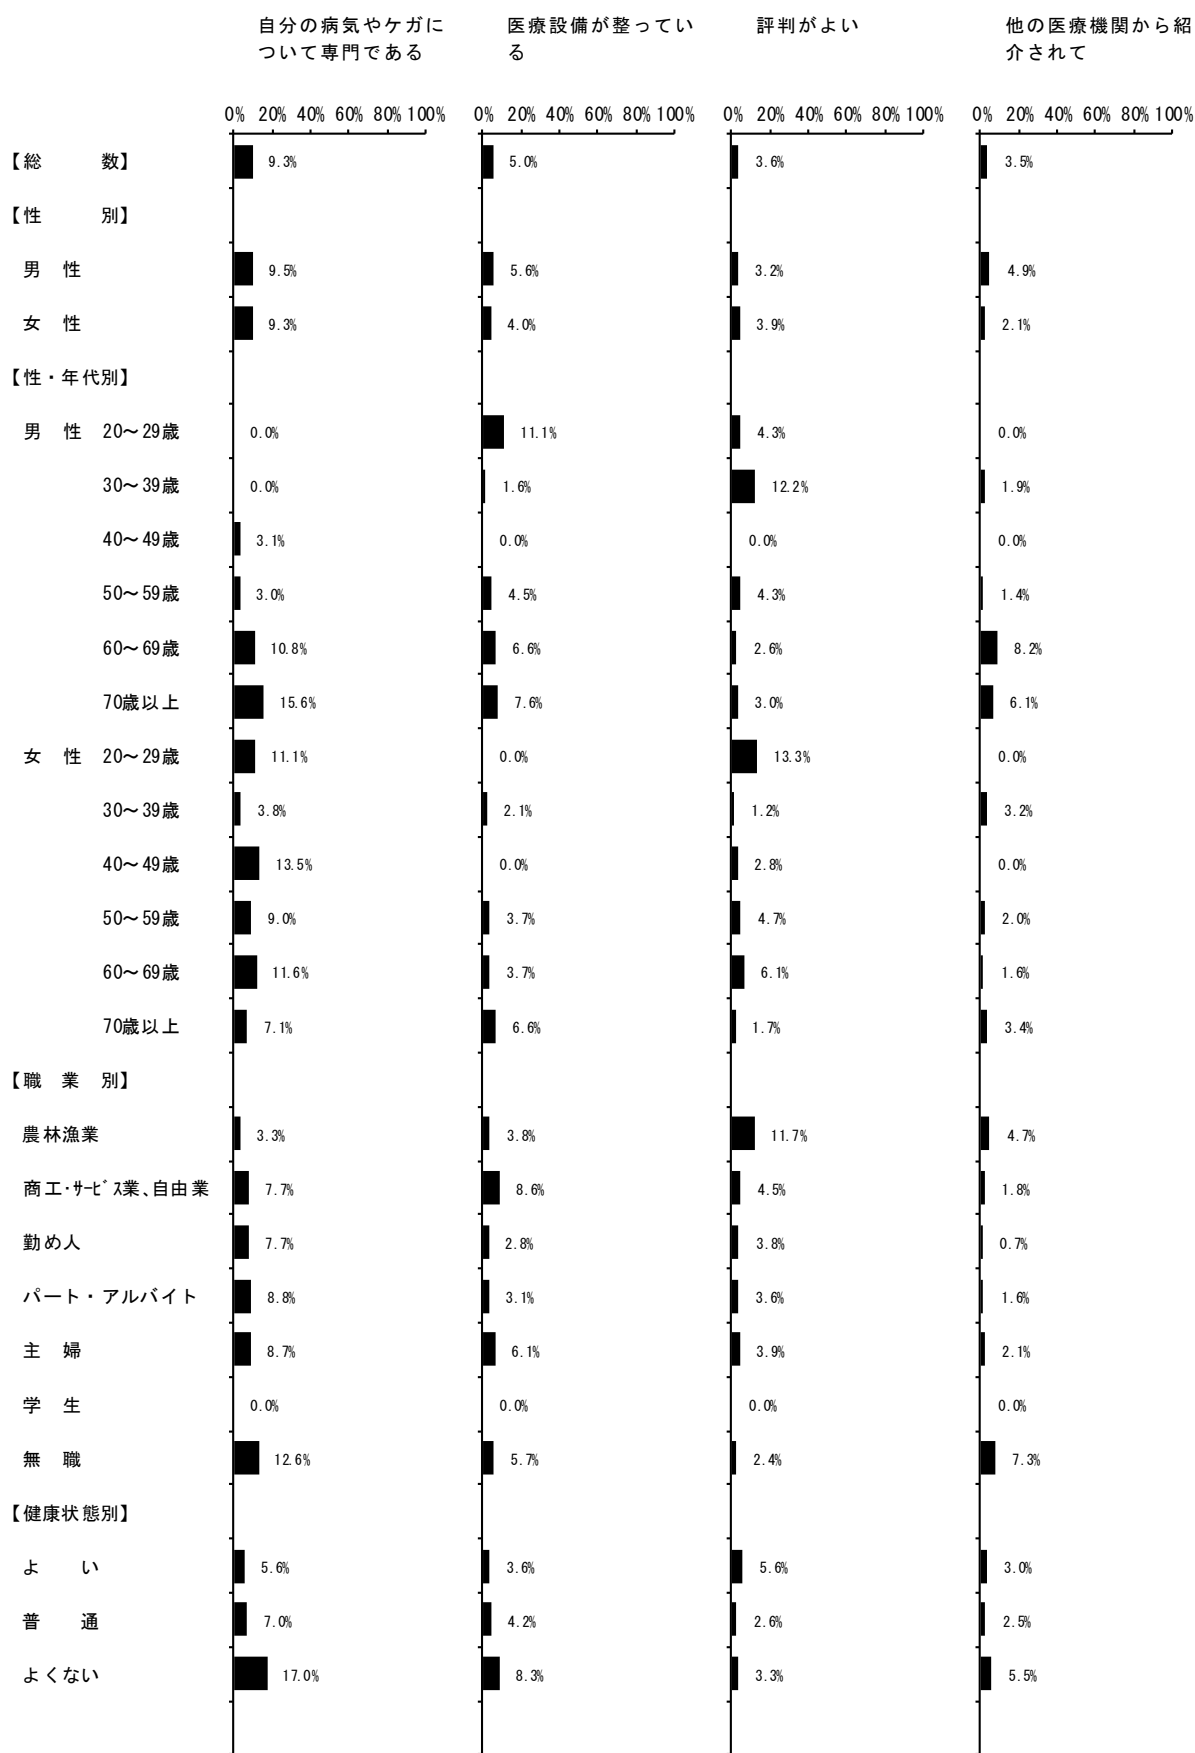 自分の病気やケガに
ついて専門である
医療設備が整ってい
る
評判がよい
他の医療機関から紹
介されて
0% 20% 40% 60% 80% 100% 0% 20% 40% 60% 80% 100% 0% 20% 40% 60% 80% 100% 0% 20% 40% 60% 80% 100%
【総 数】 9.3% 5.0% 3.6% 3.5%
【性 別】
男 性 9.5% 5.6% 3.2% 4.9%
女 性 9.3% 4.0% 3.9% 2.1%
【性・年代別】
男 性 20～29歳 0.0% 11.1% 4.3% 0.0%
30～39歳 0.0% 1.6% 12.2% 1.9%
40～49歳 3.1% 0.0% 0.0% 0.0%
50～59歳 3.0% 4.5% 4.3% 1.4%
60～69歳 10.8% 6.6% 2.6% 8.2%
70歳以上 15.6% 7.6% 3.0% 6.1%
女 性 20～29歳 11.1% 0.0% 13.3% 0.0%
30～39歳 3.8% 2.1% 1.2% 3.2%
40～49歳 13.5% 0.0% 2.8% 0.0%
50～59歳 9.0% 3.7% 4.7% 2.0%
60～69歳 11.6% 3.7% 6.1% 1.6%
70歳以上 7.1% 6.6% 1.7% 3.4%
【職 業 別】
農林漁業 3.3% 3.8% 11.7% 4.7%
商工･ｻｰﾋﾞｽ業､自由業 7.7% 8.6% 4.5% 1.8%
勤め人 7.7% 2.8% 3.8% 0.7%
パート・アルバイト 8.8% 3.1% 3.6% 1.6%
主 婦 8.7% 6.1% 3.9% 2.1%
学 生 0.0% 0.0% 0.0% 0.0%
無 職 12.6% 5.7% 2.4% 7.3%
【健康状態別】
よ い 5.6% 3.6% 5.6% 3.0%
普 通 7.0% 4.2% 2.6% 2.5%
よくない 17.0% 8.3% 3.3% 5.5%